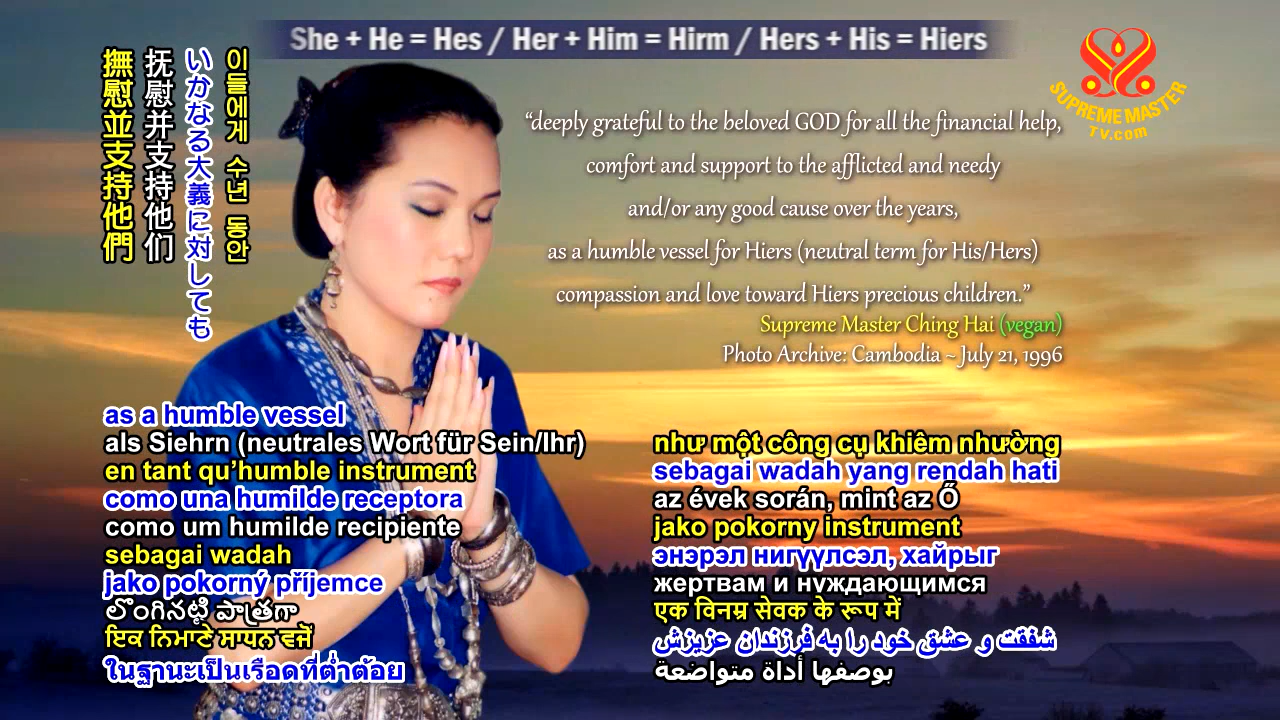 She + He = Hes / Her + Him = Hirm / Hers + His = Hiers
SUPREME MASTER
TV.com
撫慰並支持他們
抚慰并支持他们
いかなる大義に対しても
이들에게 수년 동안
“deeply grateful to the beloved GOD for all the financial help,
comfort and support to the afflicted and needy
and/or any good cause over the years,
as a humble vessel for Hiers (neutral term for His/Hers)
compassion and love toward Hiers precious children.”
Supreme Master Ching Hai (vegan)
Photo Archive: Cambodia ~ July 21, 1996
as a humble vessel
als Siehrn (neutrales Wort für Sein/Ihr)
en tant qu’humble instrument
como una humilde receptora
como um humilde recipiente
sebagai wadah
jako pokorný příjemce
లొంగినట్టి పాత్రగా
ਇਕ ਨਿਮਾਣੇ ਸਾਧਨ ਵਜੋਂ
ในฐานะเป็นเรือดที่ต่ำต้อย
như một công cụ khiêm nhường
sebagai wadah yang rendah hati
az évek során, mint az Ő
jako pokorny instrument
энэрэл нигүүлсэл, хайрыг
жертвам и нуждающимся
एक विनम्र सेवक के रूप में
شفقت و عشق خود را به فرزندان عزیزش
بوصفها أداة متواضعة